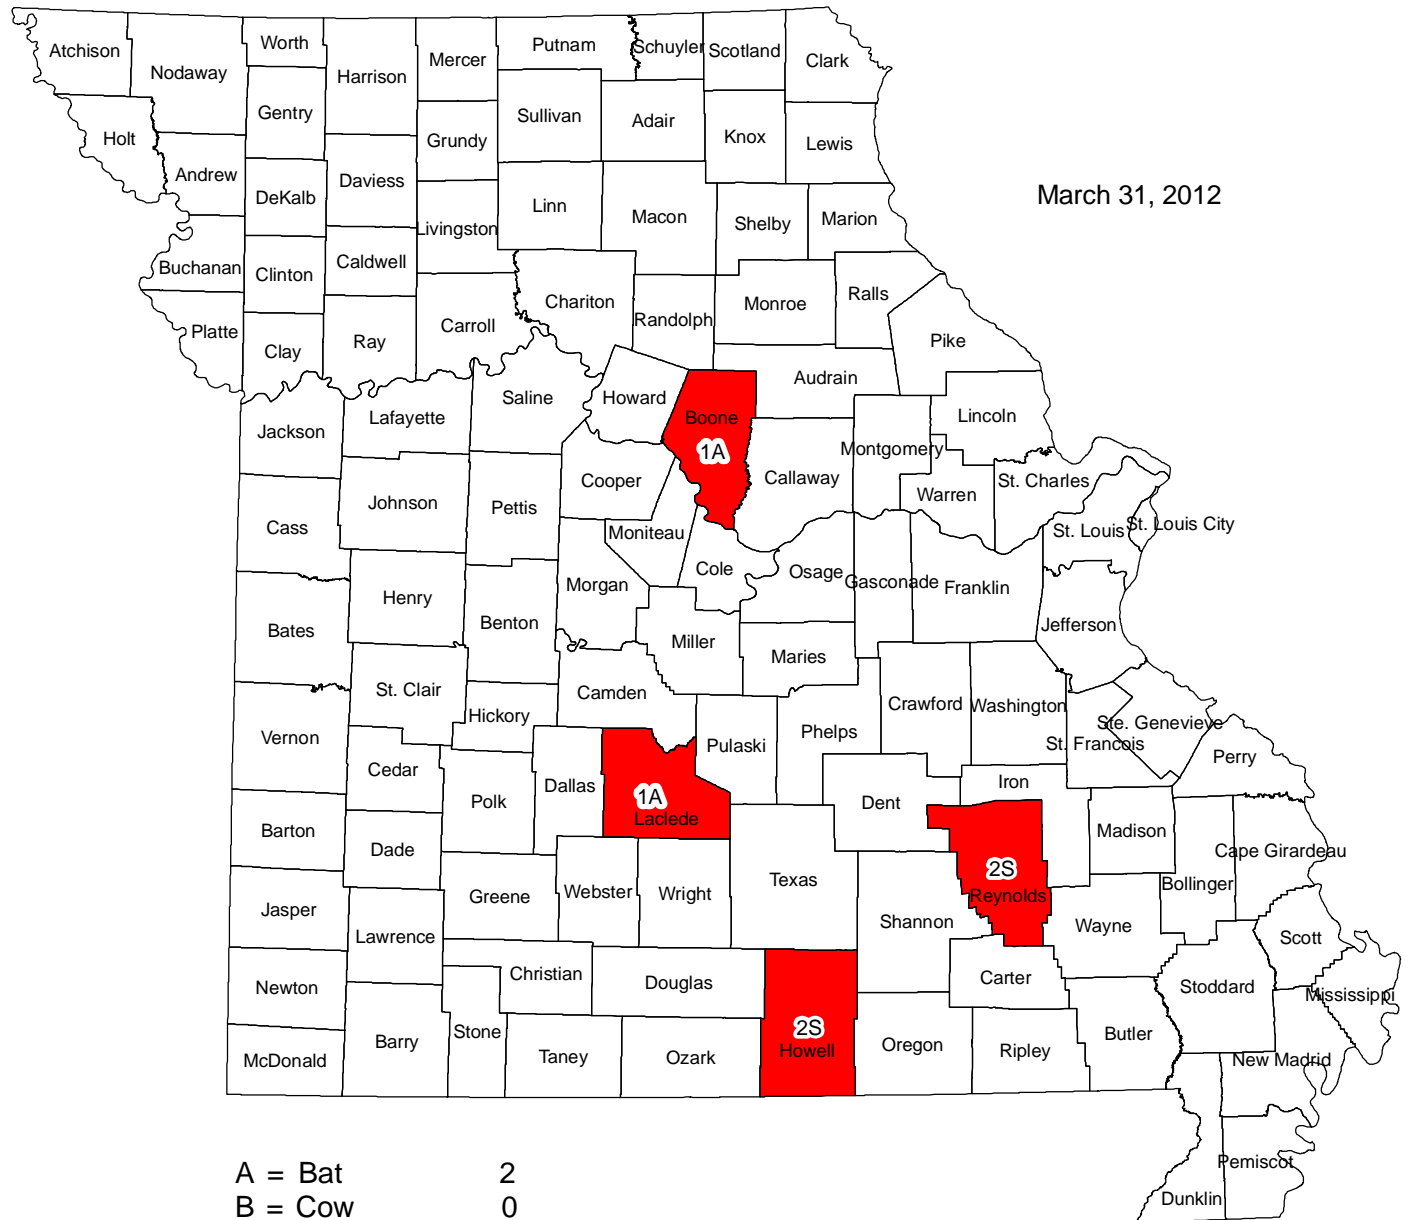 Atchison
Nodaway
Worth
Harrison
Mercer
Putnam
Schuyler
Scotland
Clark
Holt
Gentry
Grundy
Sullivan
Adair
Knox
Lewis
Andrew
DeKalb
Daviess
Livingston
Linn
Macon
Shelby
Marion
March 31, 2012
Buchanan
Clinton
Caldwell
Chariton
Randolph
Monroe
Ralls
Platte
Clay
Ray
Carroll
Pike
Audrain
Jackson
Lafayette
Saline
Howard
Boone
1A
Lincoln
Montgomery
Cooper
Callaway
Warren
St. Charles
Cass
Johnson
Pettis
Moniteau
St. Louis
St. Louis City
Morgan
Cole
Osage
Gasconade
Franklin
Bates
Henry
Benton
Miller
Maries
Jefferson
St. Clair
Hickory
Camden
Crawford
Washington
Ste. Genevieve
St. Francois
Vernon
Pulaski
Phelps
Perry
Cedar
Polk
Dallas
1A
Laclede
Dent
Iron
Barton
Dade
Madison
Cape Girardeau
Jasper
Greene
Webster
Wright
Texas
2S
Reynolds
Bollinger
Lawrence
Shannon
Wayne
Scott
Newton
Christian
Douglas
Carter
Stoddard
Mississippi
McDonald
Barry
Stone
Taney
Ozark
2S
Howell
Oregon
Ripley
Butler
New Madrid
Pemiscot
Dunklin
A = Bat 2
B = Cow 0